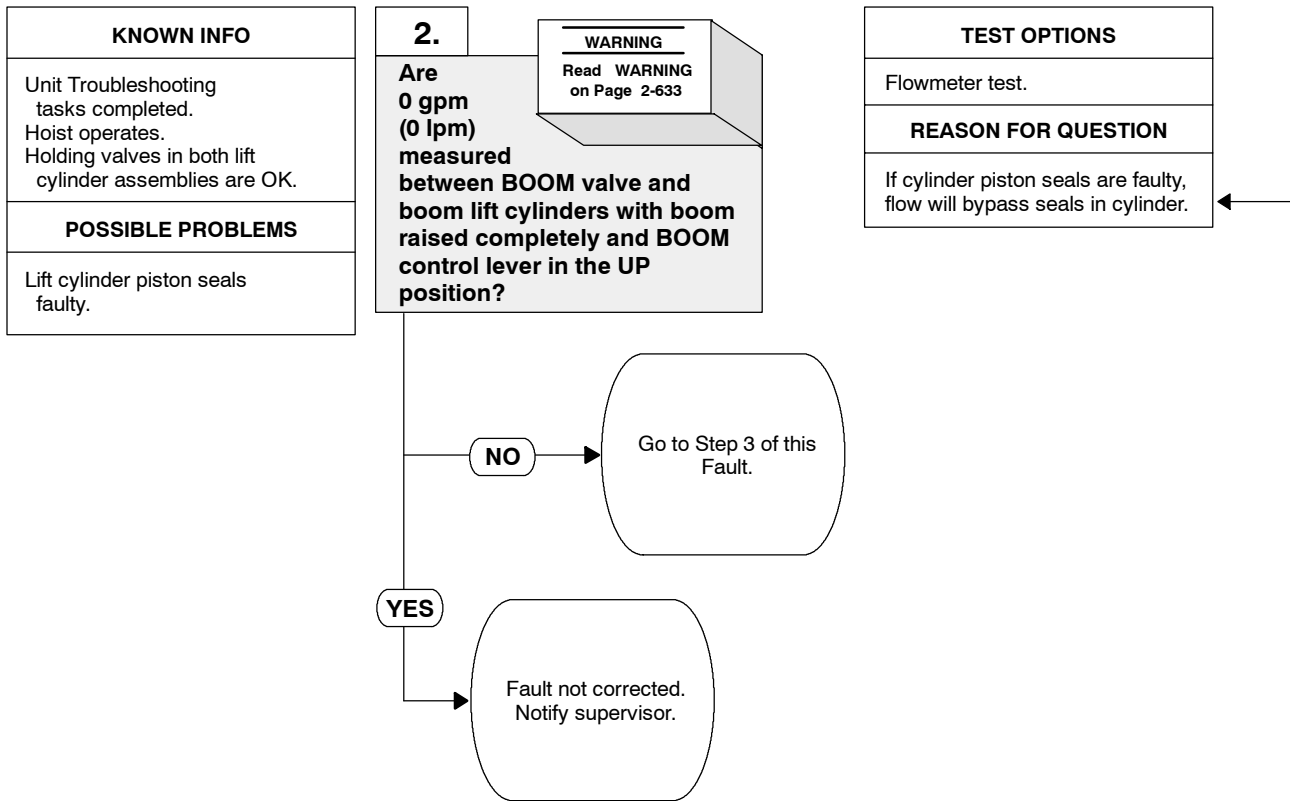 KNOWN INFO
Unit Troubleshooting
tasks completed.
Hoist operates.
Holding valves in both lift
cylinder assemblies are OK.
POSSIBLE PROBLEMS
Lift cylinder piston seals
faulty.
2.
WARNING
Read WARNING
on Page 2-633
Are
0 gpm
(0 lpm)
measured
between BOOM valve and
boom lift cylinders with boom
raised completely and BOOM
control lever in the UP
position?
TEST OPTIONS
Flowmeter test.
REASON FOR QUESTION
If cylinder piston seals are faulty,
flow will bypass seals in cylinder.
NO
Go to Step 3 of this
Fault.
YES
Fault not corrected.
Notify supervisor.